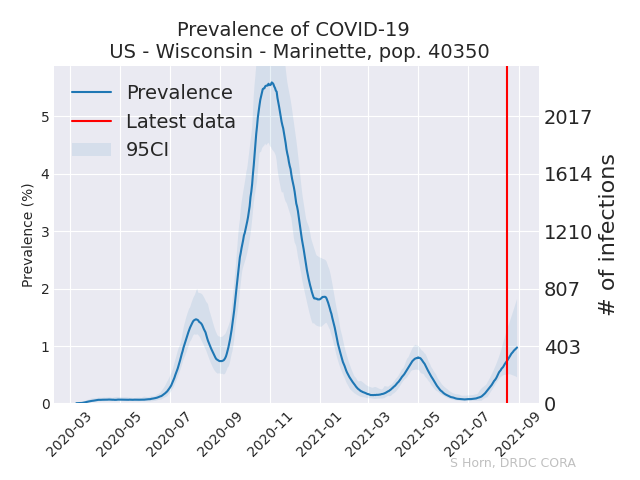 Prevalence of COVID-19
US - Wisconsin - Marinette, pop. 40350
Prevalence
Latest data
95CI
Prevalence (%)
5
4
3
2
1
0
2017
1614
1210
807
403
0
# of infections
2020-03
2020-05
2020-07
2020-09
2020-11
2021-01
2021-03
2021-05
2021-07
2021-09
S Horn, DRDC CORA